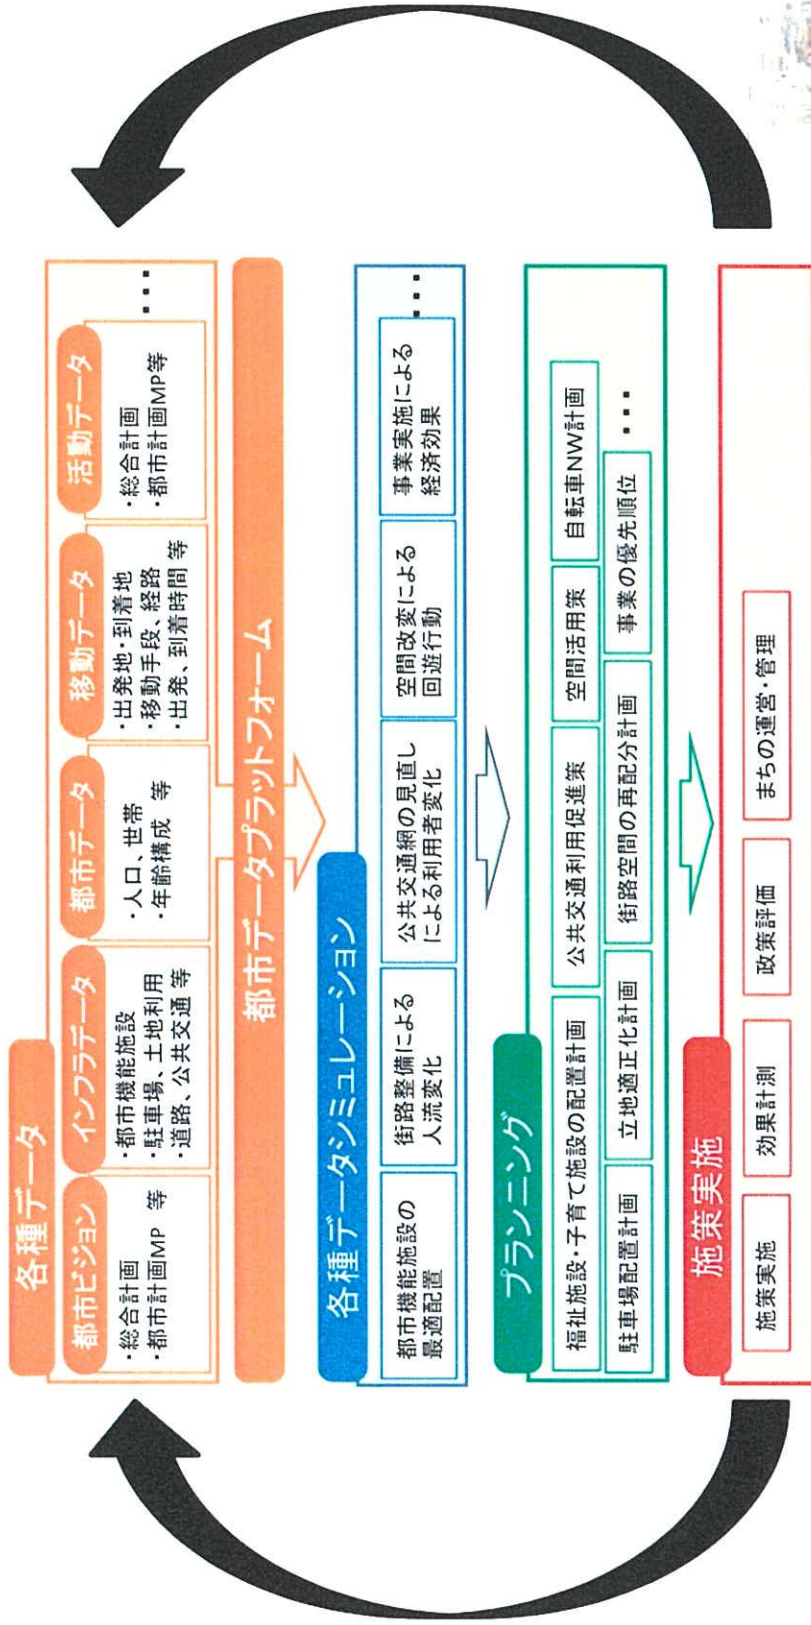 各種データ
都市ビジョン
・総合計画
・都市計画MP 等
インフラデータ
・都市機能施設
・駐車場、土地利用
・道路、公共交通 等
都市データ
・人口、世帯
・年齢構成 等
移動データ
・出発地・到着地
・移動手段、経路
・出発、到着時間 等
活動データ
・総合計画
・都市計画MP等
…
都市データプラットフォーム
各種データシミュレーション
都市機能施設の
最適配置
街路整備による
人流変化
公共交通網の見直し
による利用者変化
空間改変による
回遊行動
事業実施による
経済効果
…
プランニング
福祉施設・子育て施設の配置計画
公共交通利用促進策
空間活用策
自転車NW計画
駐車場配置計画
立地適正化計画
街路空間の再配分計画
事業の優先順位
…
施策実施
施策実施
効果計測
政策評価
まちの運営・管理